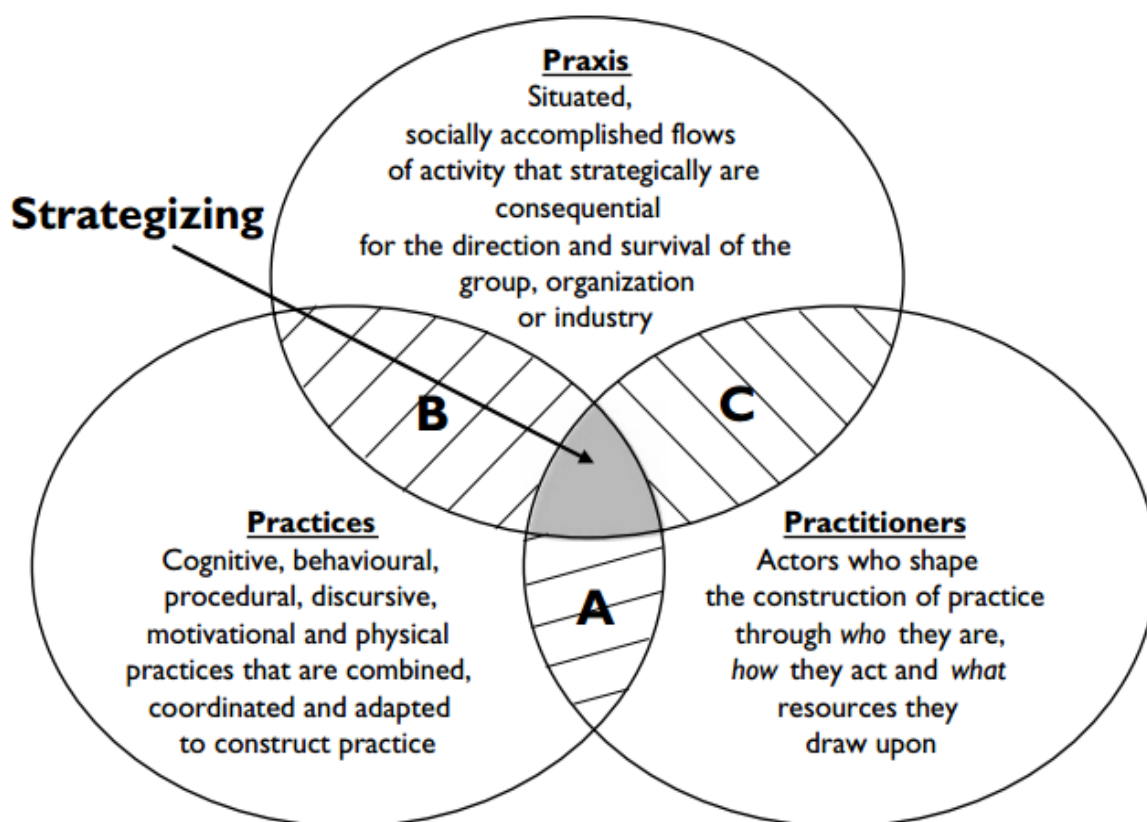 Praxis
Situated,
socially accomplished flows
of activity that strategically are
consequential
for the direction and survival of the
group, organization
or industry
Strategizing
B
C
Practices
Cognitive, behavioural,
procedural, discursive,
motivational and physical
practices that are combined,
coordinated and adapted
to construct practice
A
Practitioners
Actors who shape
the construction of practice
through who they are,
how they act and what
resources they
draw upon